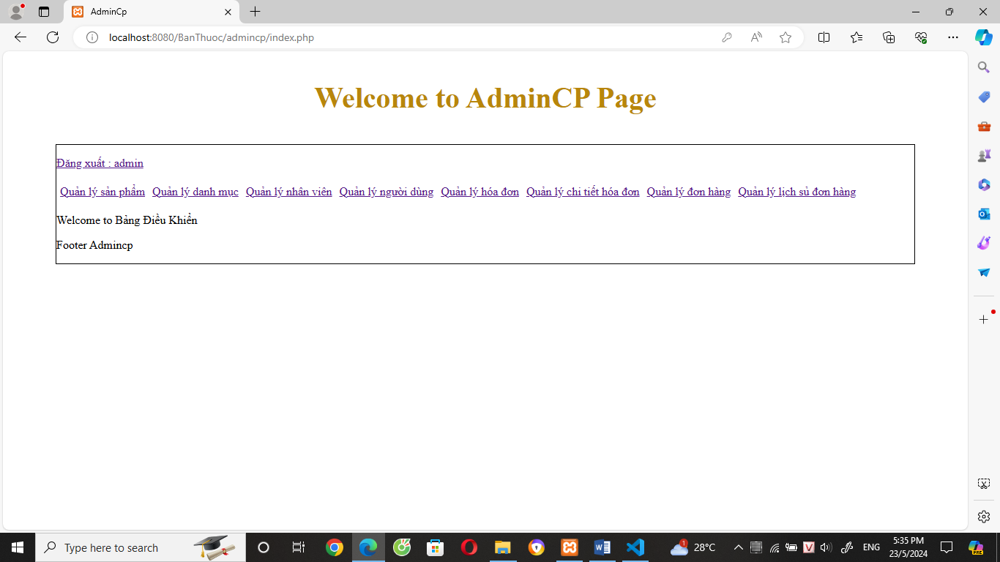 AdminCp
localhost:8080/BanThuoc/admincp/index.php
Welcome to AdminCP Page
Đăng xuất : admin
Quản lý sản phẩm Quản lý danh mục Quản lý nhân viên Quản lý người dùng Quản lý hóa đơn Quản lý chi tiết hóa đơn Quản lý đơn hàng Quản lý lịch sủ đơn hàng
Welcome to Bảng Điều Khiển
Footer Admincp
Type here to search
1
28°C
V
ENG
5:35 PM
23/5/2024
PRE